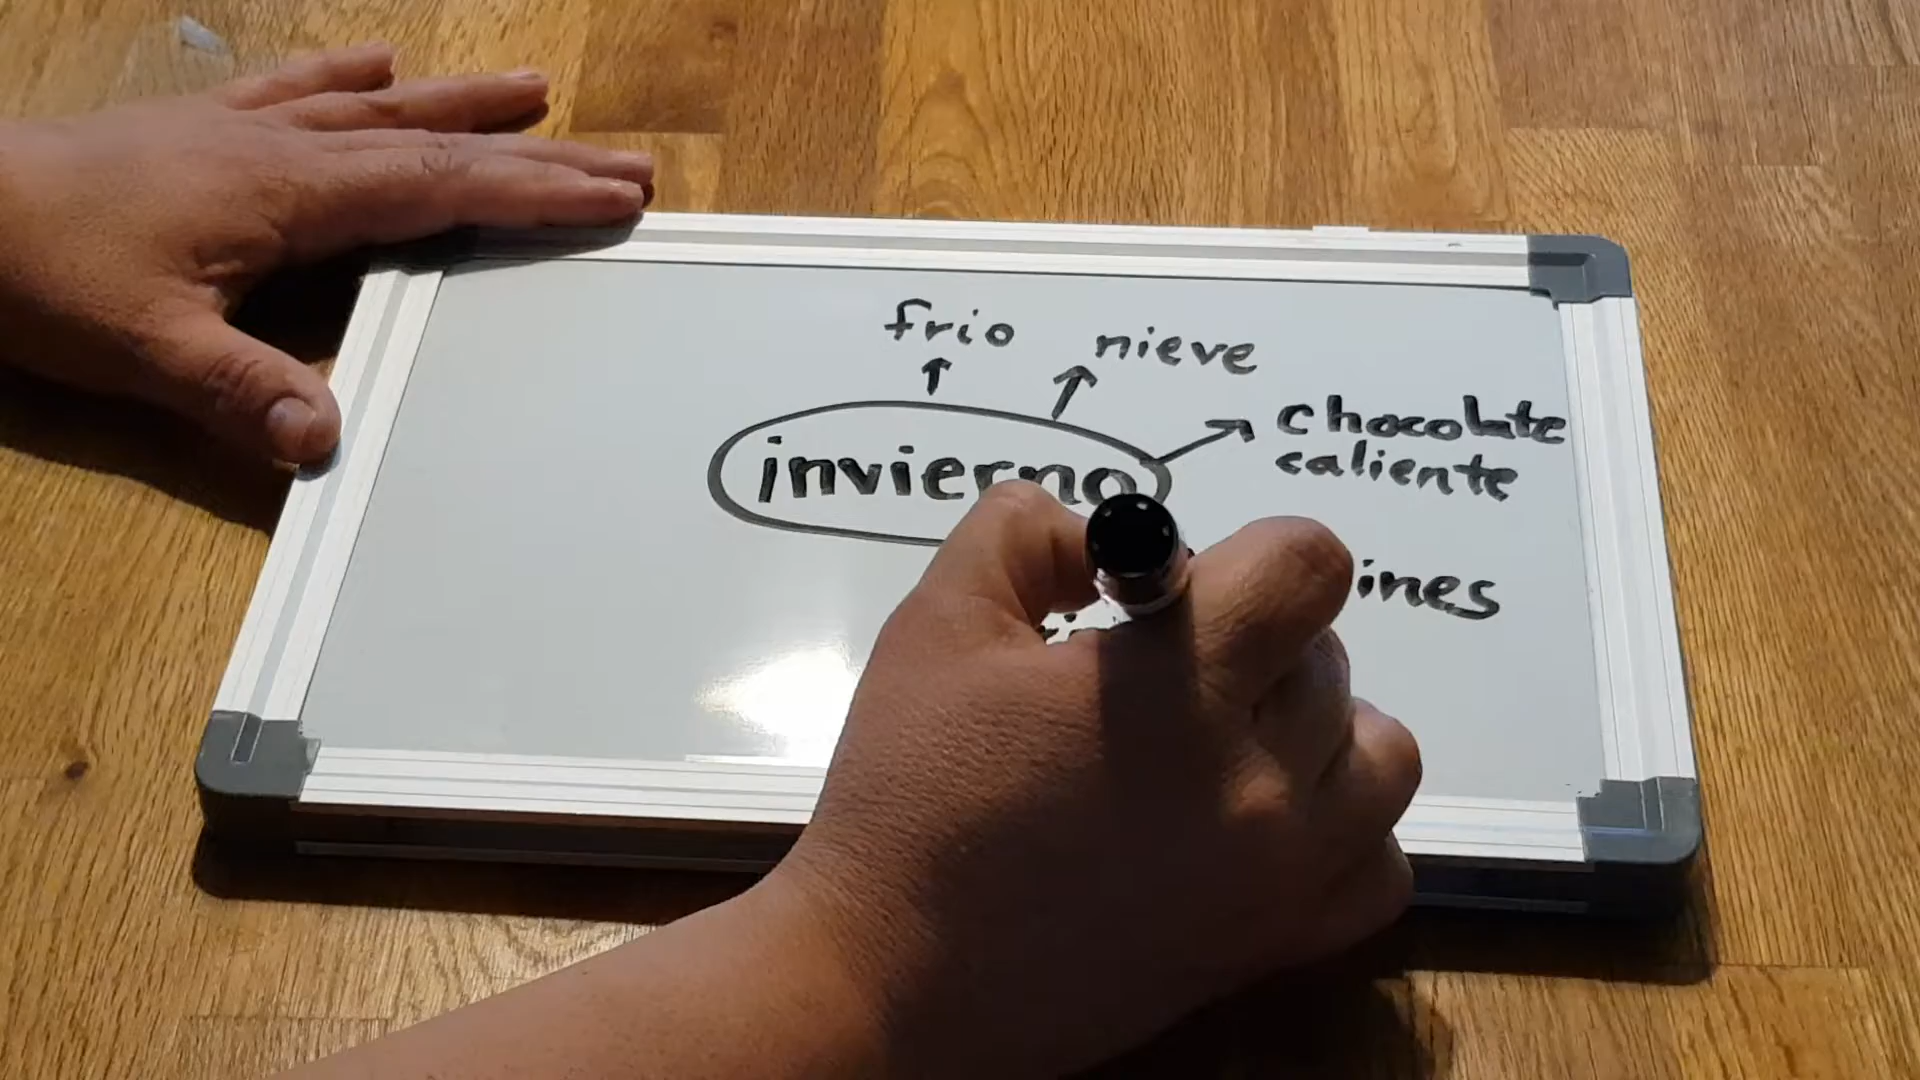 frio
nieve
chocolate
caliente
invierno